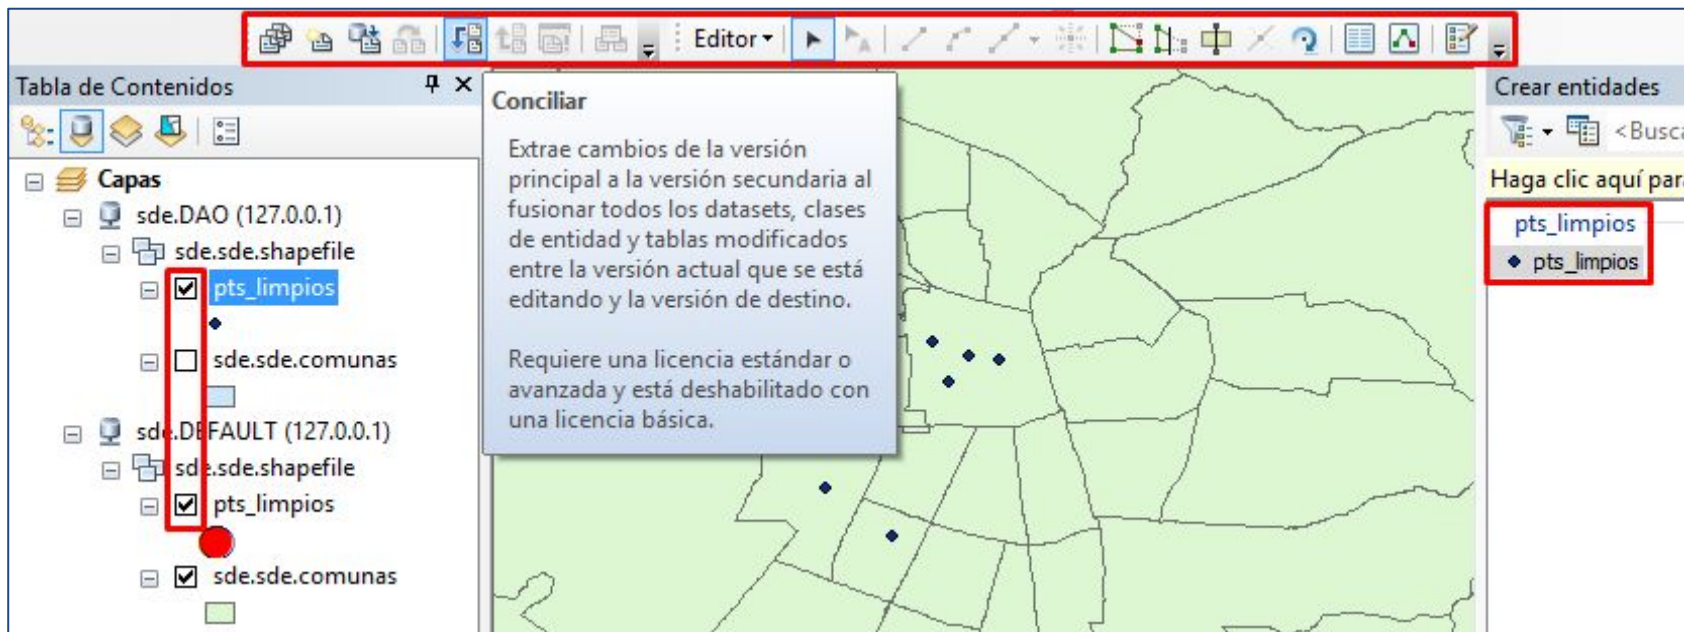 Editor
Tabla de Contenidos
Conciliar
Extrae cambios de la versión
principal a la versión secundaria al
fusionar todos los datasets, clases
de entidad y tablas modificados
entre la versión actual que se está
editando y la versión de destino.
Requiere una licencia estándar o
avanzada y está deshabilitado con
una licencia básica.
Capas
sde.DAO (127.0.0.1)
sde.sde.shapefile
pts_limpios
sde.sde.comunas
sde.DEFAULT (127.0.0.1)
sde.sde.shapefile
pts_limpios
sde.sde.comunas
Crear entidades
<Busca
Haga clic aquí para
pts_limpios
pts_limpios